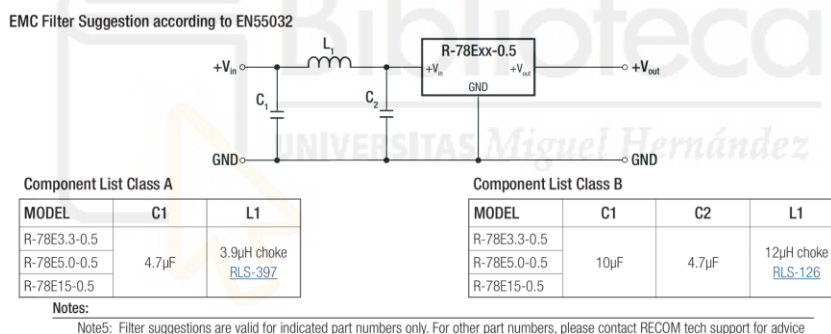 Biblioteca
UNIVERSITAS Miguel Hernández
EMC Filter Suggestion according to EN55032
L1
R-78Exx-0.5
+Vin
+Vin
+Vout
+Vout
GND
C1
C2
GND
GND
Component List Class A
MODEL C1 L1
R-78E3.3-0.5
R-78E5.0-0.5 4.7µF 3.9µH choke RLS-397
R-78E15-0.5
Component List Class B
MODEL C1 C2 L1
R-78E3.3-0.5
R-78E5.0-0.5 10µF 4.7µF 12µH choke RLS-126
R-78E15-0.5
Notes:
Note5: Filter suggestions are valid for indicated part numbers only. For other part numbers, please contact RECOM tech support for advice